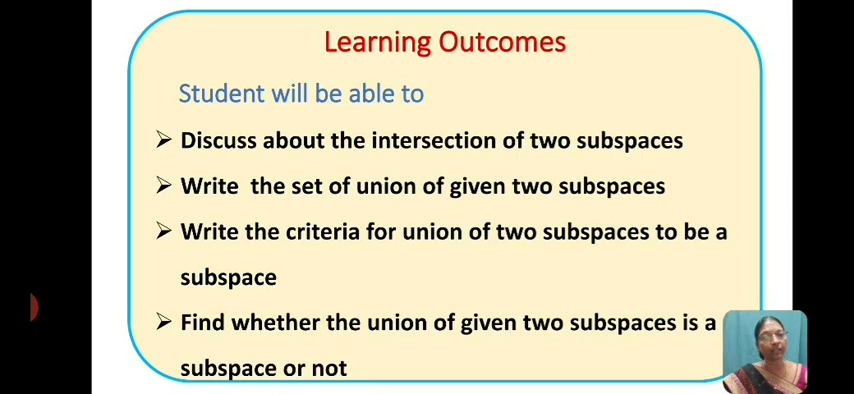 Learning Outcomes
Student will be able to
➢ Discuss about the intersection of two subspaces
➢ Write the set of union of given two subspaces
➢ Write the criteria for union of two subspaces to be a
subspace
➢ Find whether the union of given two subspaces is a
subspace or not